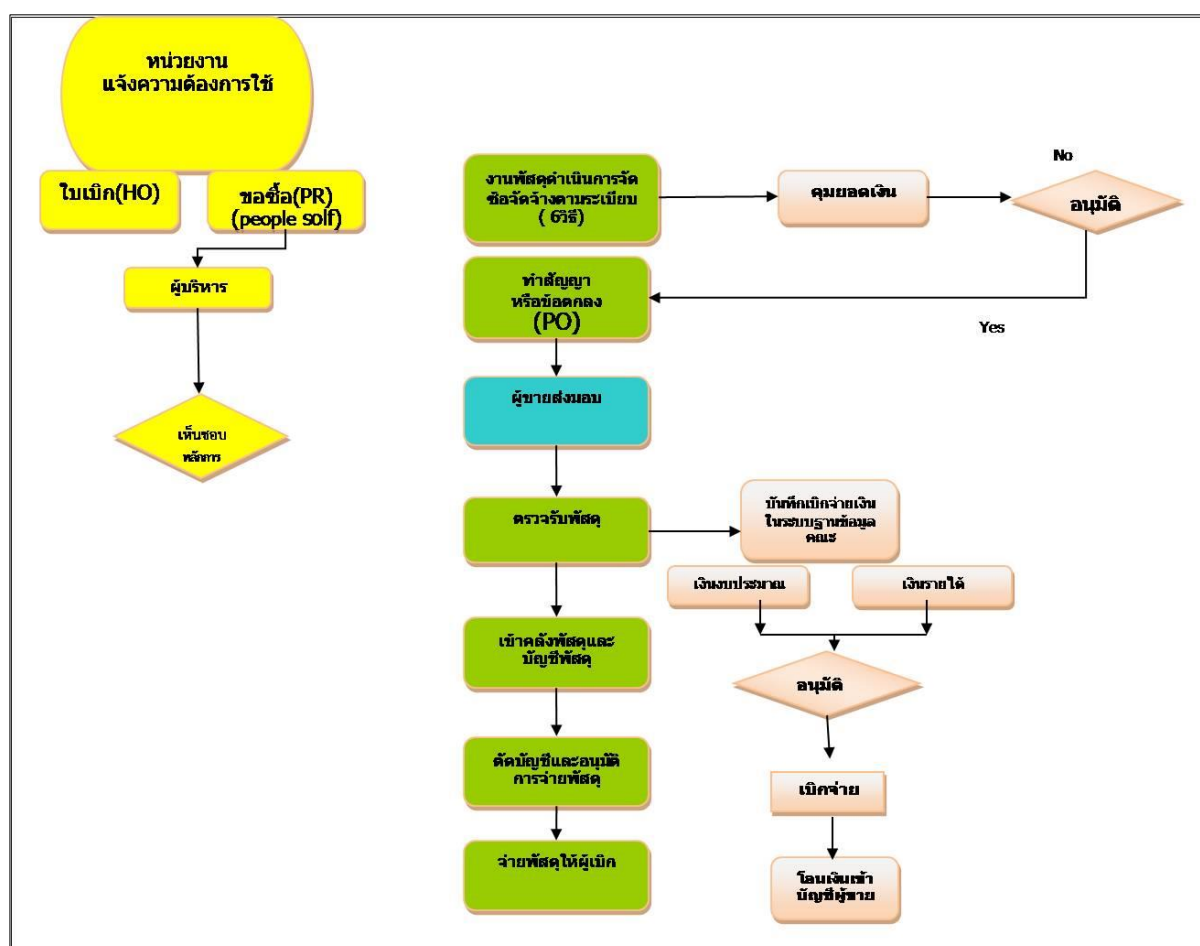 หน่วยงาน
แจ้งความต้องการใช้
ใบเบิก(HO)
ขอซื้อ(PR)
(people solf)
ผู้บริหาร
เห็นชอบ
หลักการ
งานพัสดุดำเนินการจัด
ซื้อจัดจ้างตามระเบียบ
( 6วิธี)
คุมยอดเงิน
No
อนุมัติ
ทำสัญญา
หรือข้อตกลง
(PO)
Yes
ผู้ขายส่งมอบ
ตรวจรับพัสดุ
บันทึกเบิกจ่ายเงิน
ในระบบฐานข้อมูล
คณะ
เงินงบประมาณ
เงินรายได้
เข้าคลังพัสดุและ
บัญชีพัสดุ
อนุมัติ
ตัดบัญชีและอนุมัติ
การจ่ายพัสดุ
เบิกจ่าย
จ่ายพัสดุให้ผู้เบิก
โอนเงินเข้า
บัญชีผู้ขาย